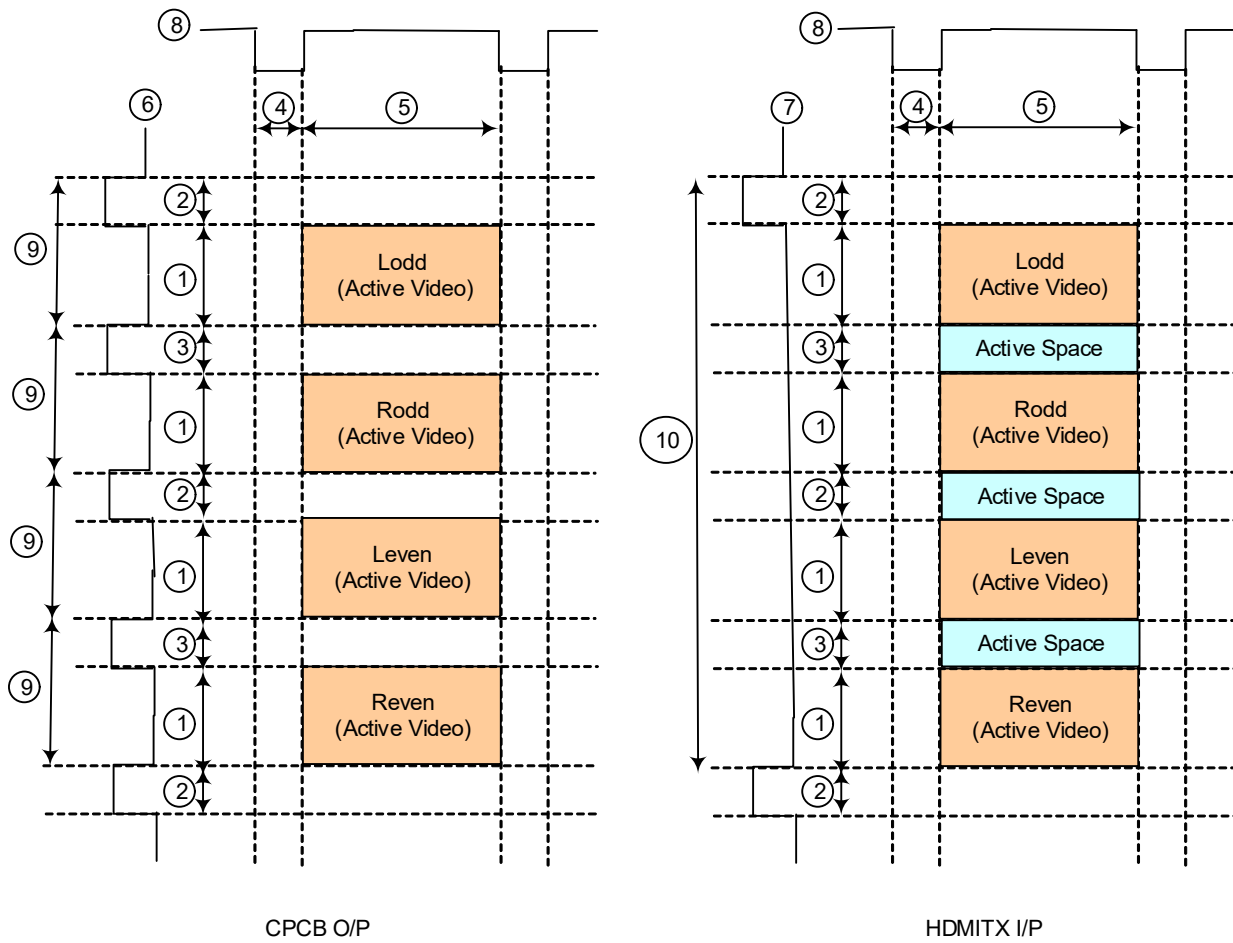 8
4
5
6
2
9
1
Lodd
(Active Video)
3
9
1
Rodd
(Active Video)
2
9
1
Leven
(Active Video)
3
9
1
Reven
(Active Video)
2
CPCB O/P
8
4
5
7
2
1
Lodd
(Active Video)
3
Active Space
10
1
Rodd
(Active Video)
2
Active Space
1
Leven
(Active Video)
3
Active Space
1
Reven
(Active Video)
2
HDMITX I/P